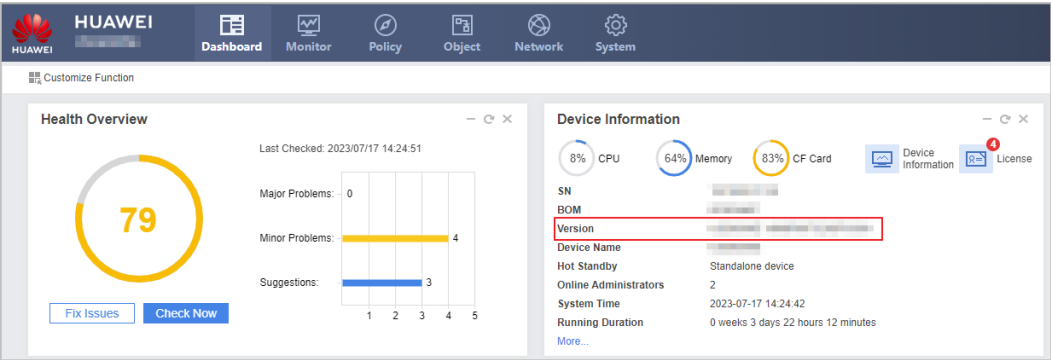 HUAWEI
HUAWEI
Dashboard
Monitor
Policy
Object
Network
System
Customize Function
Health Overview
79
Fix Issues
Check Now
Last Checked: 2023/07/17 14:24:51
Major Problems: 0
Minor Problems: 4
Suggestions: 3
1 2 3 4 5
Device Information
8% CPU
64% Memory
83% CF Card
Device Information
4
License
SN
BOM
Version
Device Name
Hot Standby Standalone device
Online Administrators 2
System Time 2023-07-17 14:24:42
Running Duration 0 weeks 3 days 22 hours 12 minutes
More...